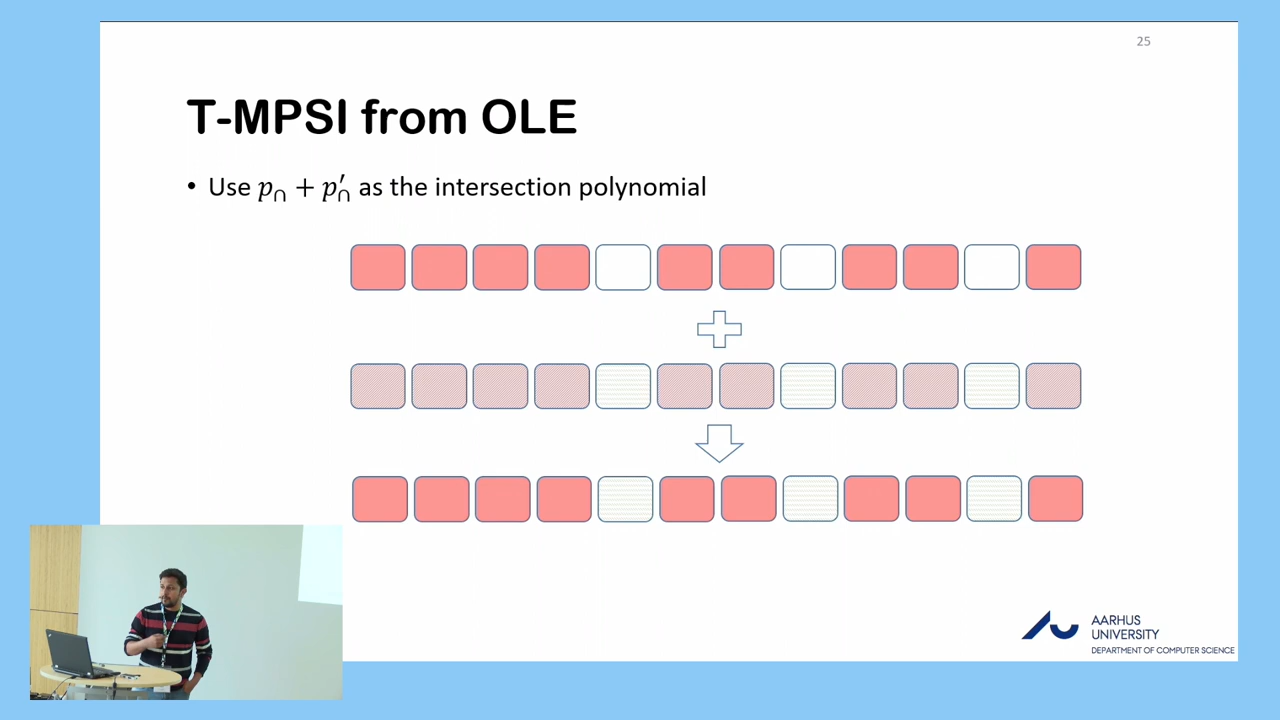 25
T-MPSI from OLE
• Use p∩ + p′∩ as the intersection polynomial
AARHUS
UNIVERSITY
DEPARTMENT OF COMPUTER SCIENCE